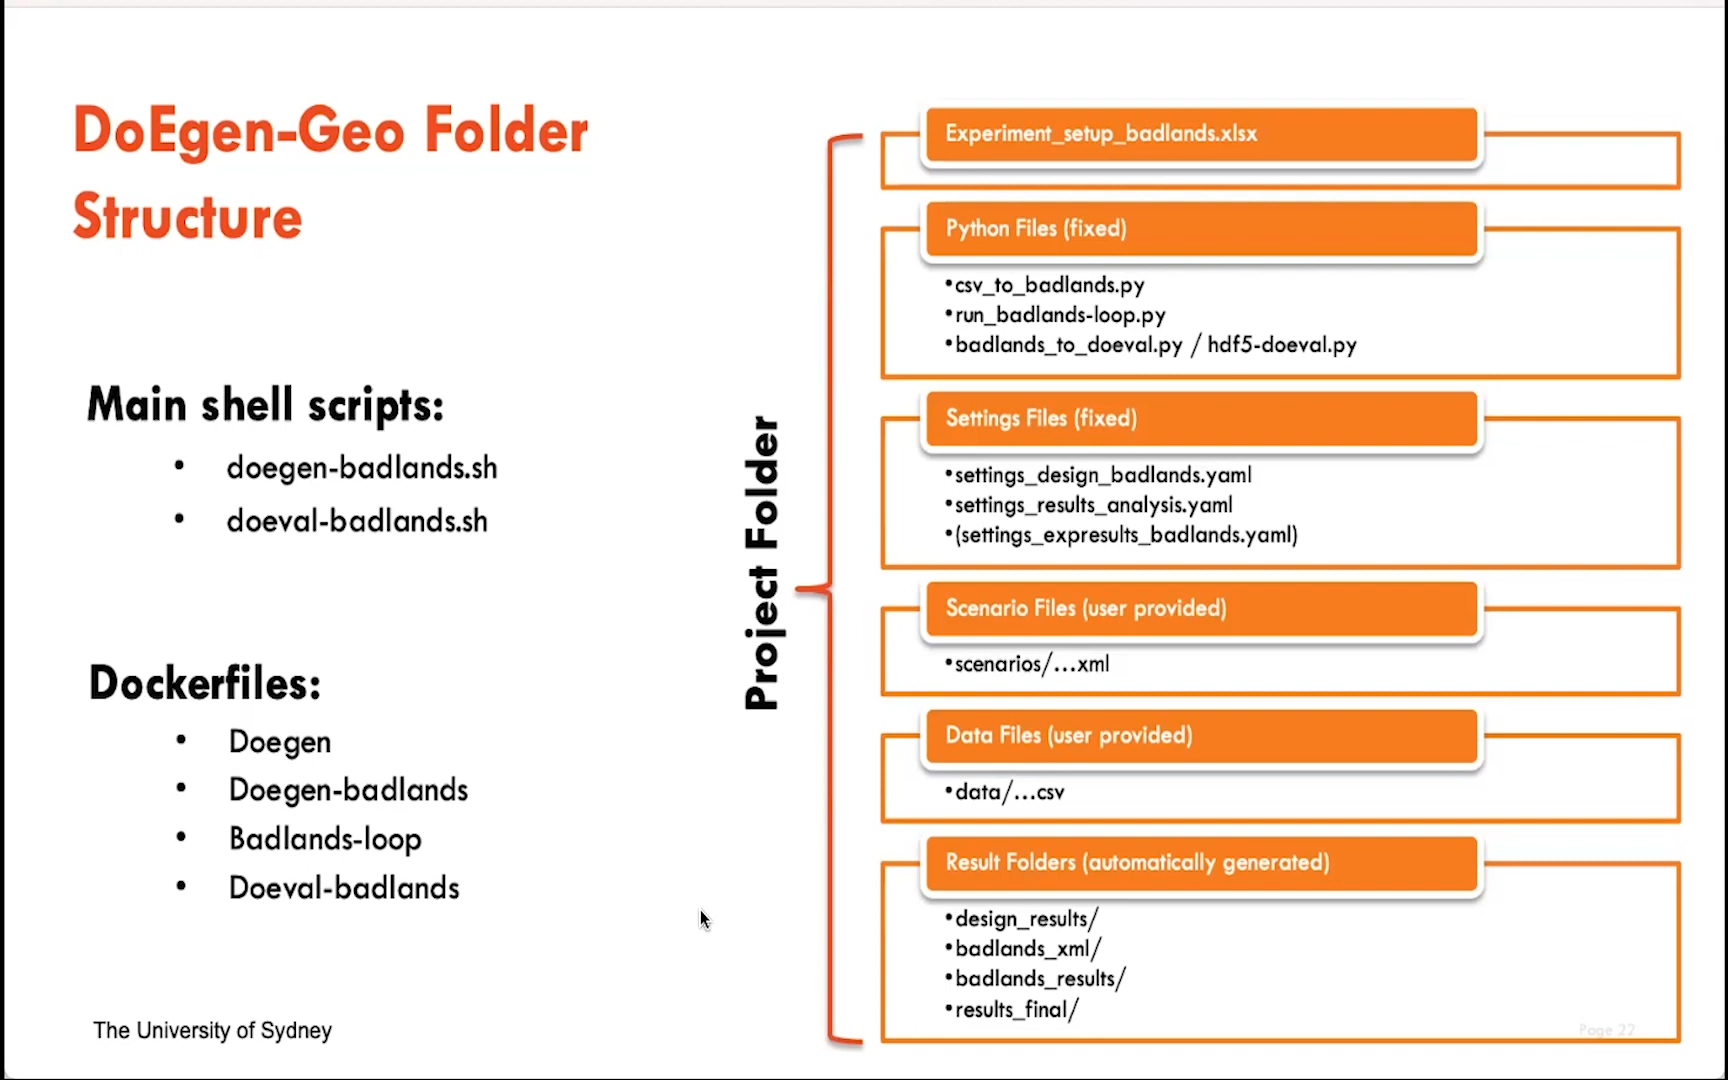 DoEgen-Geo Folder
Structure
Main shell scripts:
• doegen-badlands.sh
• doeval-badlands.sh
Dockerfiles:
• Doegen
• Doegen-badlands
• Badlands-loop
• Doeval-badlands
The University of Sydney
Project Folder
Experiment_setup_badlands.xlsx
Python Files (fixed)
•csv_to_badlands.py
•run_badlands-loop.py
•badlands_to_doeval.py / hdf5-doeval.py
Settings Files (fixed)
•settings_design_badlands.yaml
•settings_results_analysis.yaml
•(settings_expresults_badlands.yaml)
Scenario Files (user provided)
•scenarios/...xml
Data Files (user provided)
•data/...csv
Result Folders (automatically generated)
•design_results/
•badlands_xml/
•badlands_results/
•results_final/
Page 22